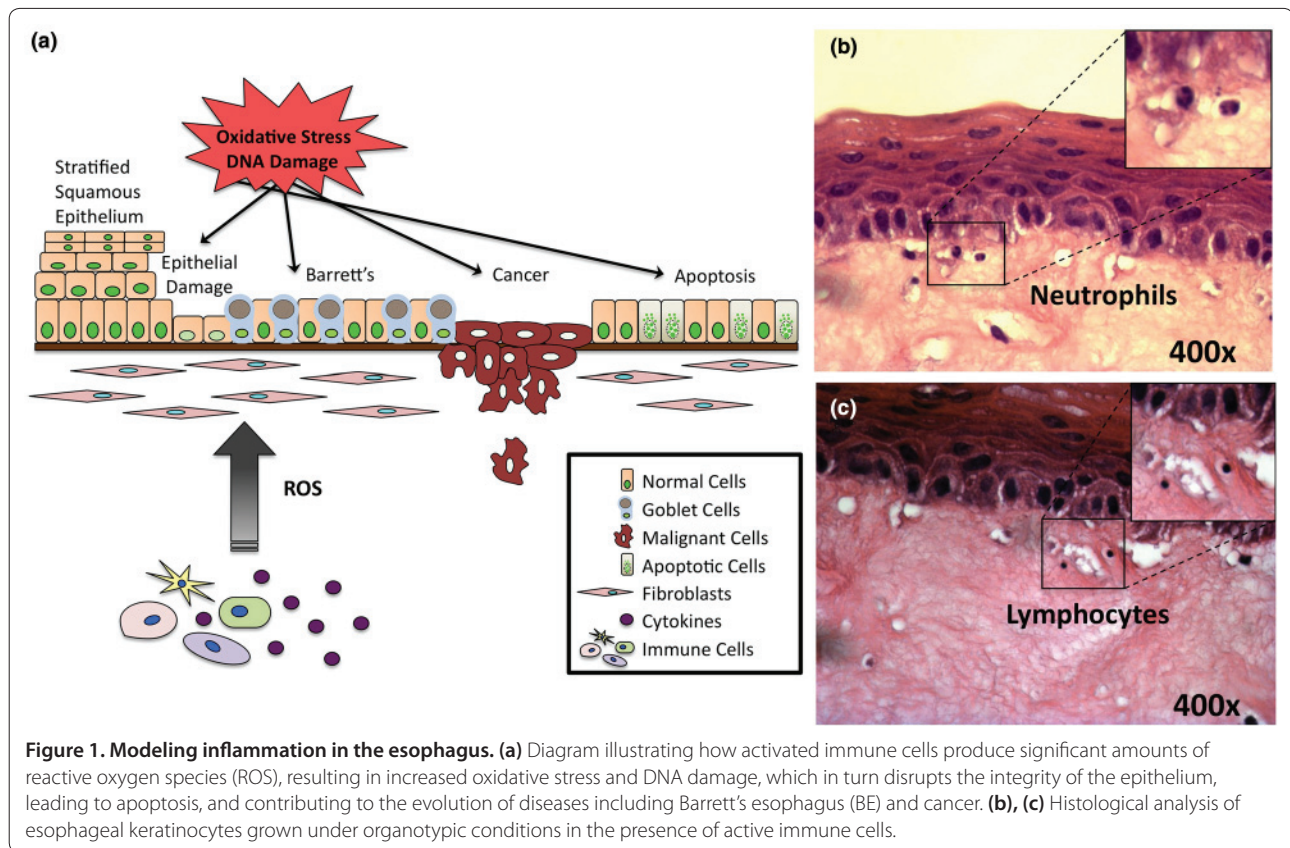 (a)
Oxidative Stress
DNA Damage
Stratified
Squamous
Epithelium
Epithelial
Damage
Barrett's
Cancer
Apoptosis
ROS
Normal Cells
Goblet Cells
Malignant Cells
Apoptotic Cells
Fibroblasts
Cytokines
Immune Cells
(b)
Neutrophils
400x
(c)
Lymphocytes
400x
Figure 1. Modeling inflammation in the esophagus. (a) Diagram illustrating how activated immune cells produce significant amounts of
reactive oxygen species (ROS), resulting in increased oxidative stress and DNA damage, which in turn disrupts the integrity of the epithelium,
leading to apoptosis, and contributing to the evolution of diseases including Barrett's esophagus (BE) and cancer. (b), (c) Histological analysis of
esophageal keratinocytes grown under organotypic conditions in the presence of active immune cells.